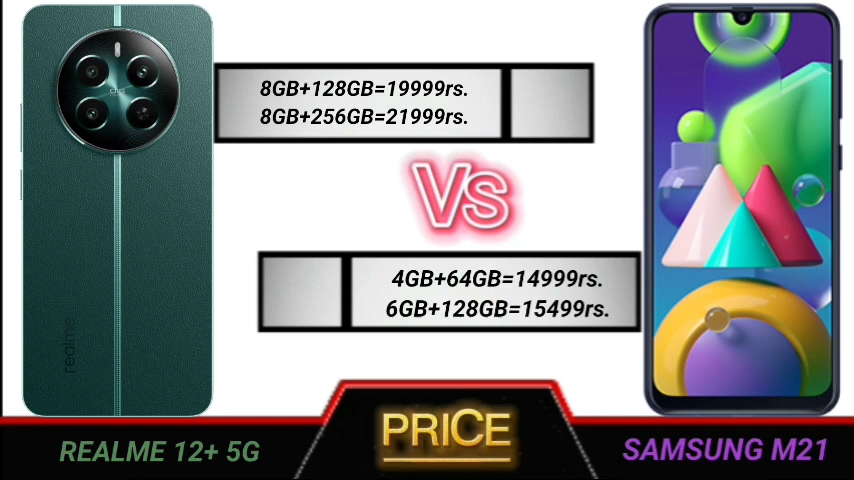 8GB+128GB=19999rs.
8GB+256GB=21999rs.
VS
4GB+64GB=14999rs.
6GB+128GB=15499rs.
realme
PRICE
REALME 12+ 5G
SAMSUNG M21